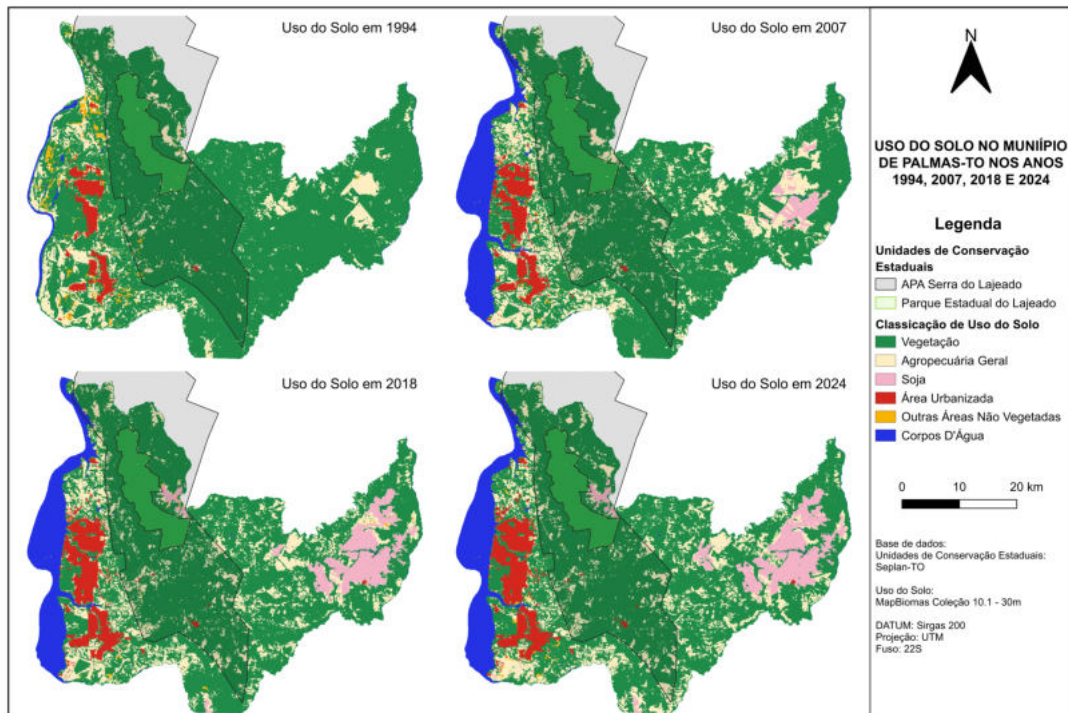 Uso do Solo em 1994
Uso do Solo em 2007
Uso do Solo em 2018
Uso do Solo em 2024
N
USO DO SOLO NO MUNIÍPIO
DE PALMAS-TO NOS ANOS
1994, 2007, 2018 E 2024
Legenda
Unidades de Conservação
Estaduais
APA Serra do Lajeado
Parque Estadual do Lajeado
Classicação de Uso do Solo
Vegetação
Agropecuária Geral
Soja
Área Urbanizada
Outras Áreas Não Vegetadas
Corpos D'Água
0 10 20 km
Base de dados:
Unidades de Conservação Estaduais:
Seplan-TO
Uso do Solo:
MapBiomas Coleção 10.1 - 30m
DATUM: Sirgas 200
Projeção: UTM
Fuso: 22S